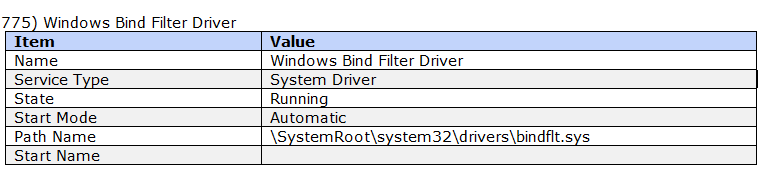 775) Windows Bind Filter Driver
Item Value
Name Windows Bind Filter Driver
Service Type System Driver
State Running
Start Mode Automatic
Path Name \SystemRoot\system32\drivers\bindflt.sys
Start Name